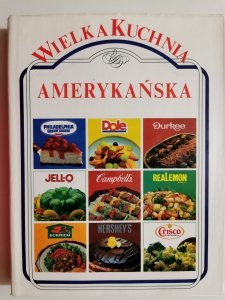 WIELKA KUCHNIA
AMERYKAŃSKA
PHILADELPHIA
Dole
Durkee
JELL-O
Campbell's
REALEMON
HERSHEY'S
CRISCO